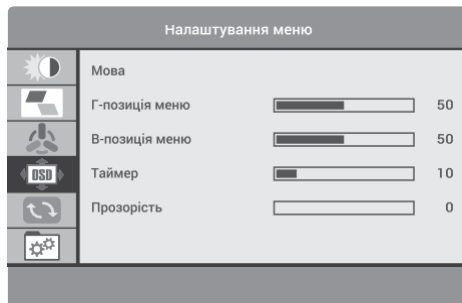 Налаштування меню
Мова
Г-позиція меню 50
В-позиція меню 50
OSD
Таймер 10
Прозорість 0